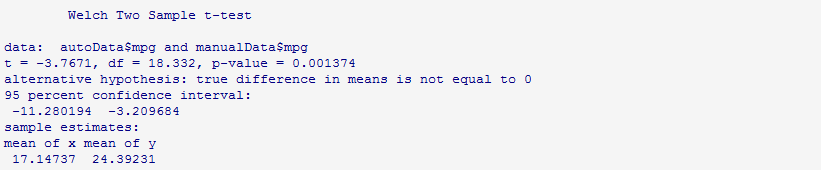 Welch Two Sample t-test
data:  autoData$mpg and manualData$mpg
t = -3.7671, df = 18.332, p-value = 0.001374
alternative hypothesis: true difference in means is not equal to 0
95 percent confidence interval:
 -11.280194  -3.209684
sample estimates:
mean of x mean of y
 17.14737  24.39231